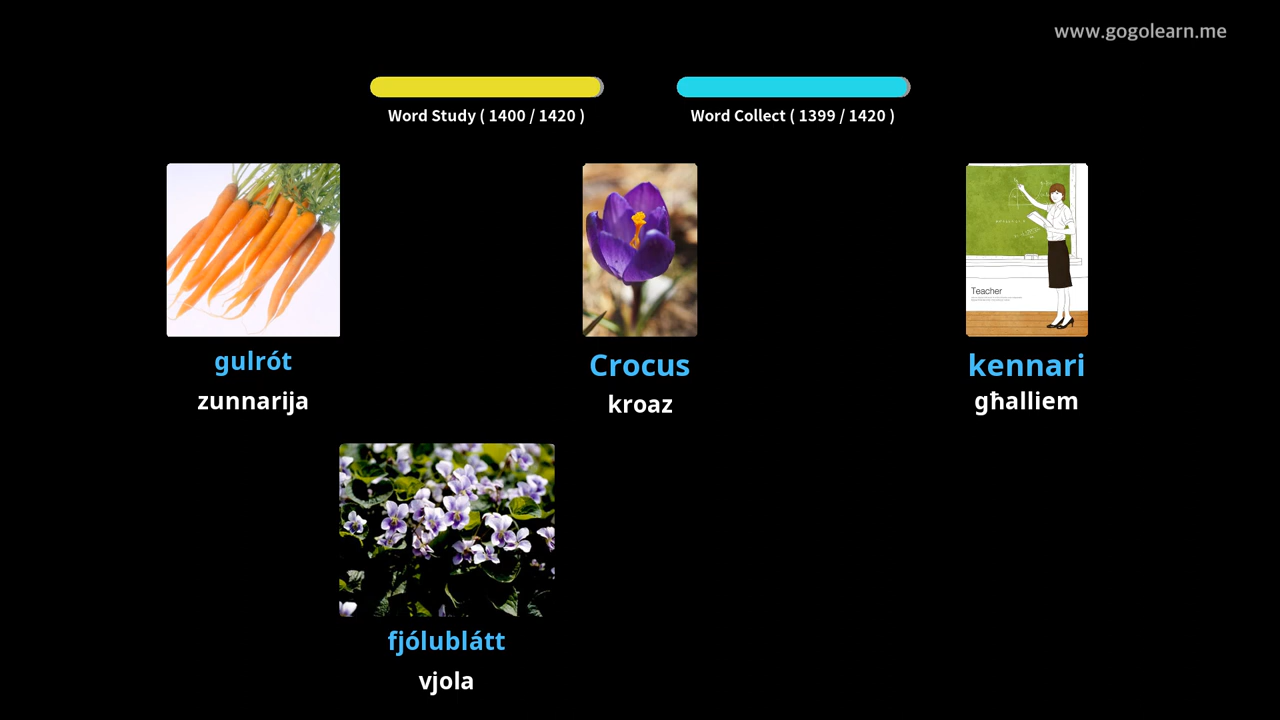 www.gogolearn.me
Word Study ( 1400 / 1420 )
Word Collect ( 1399 / 1420 )
Teacher
gulrót
Crocus
kennari
zunnarija
kroaz
għalliem
fjólublátt
vjola